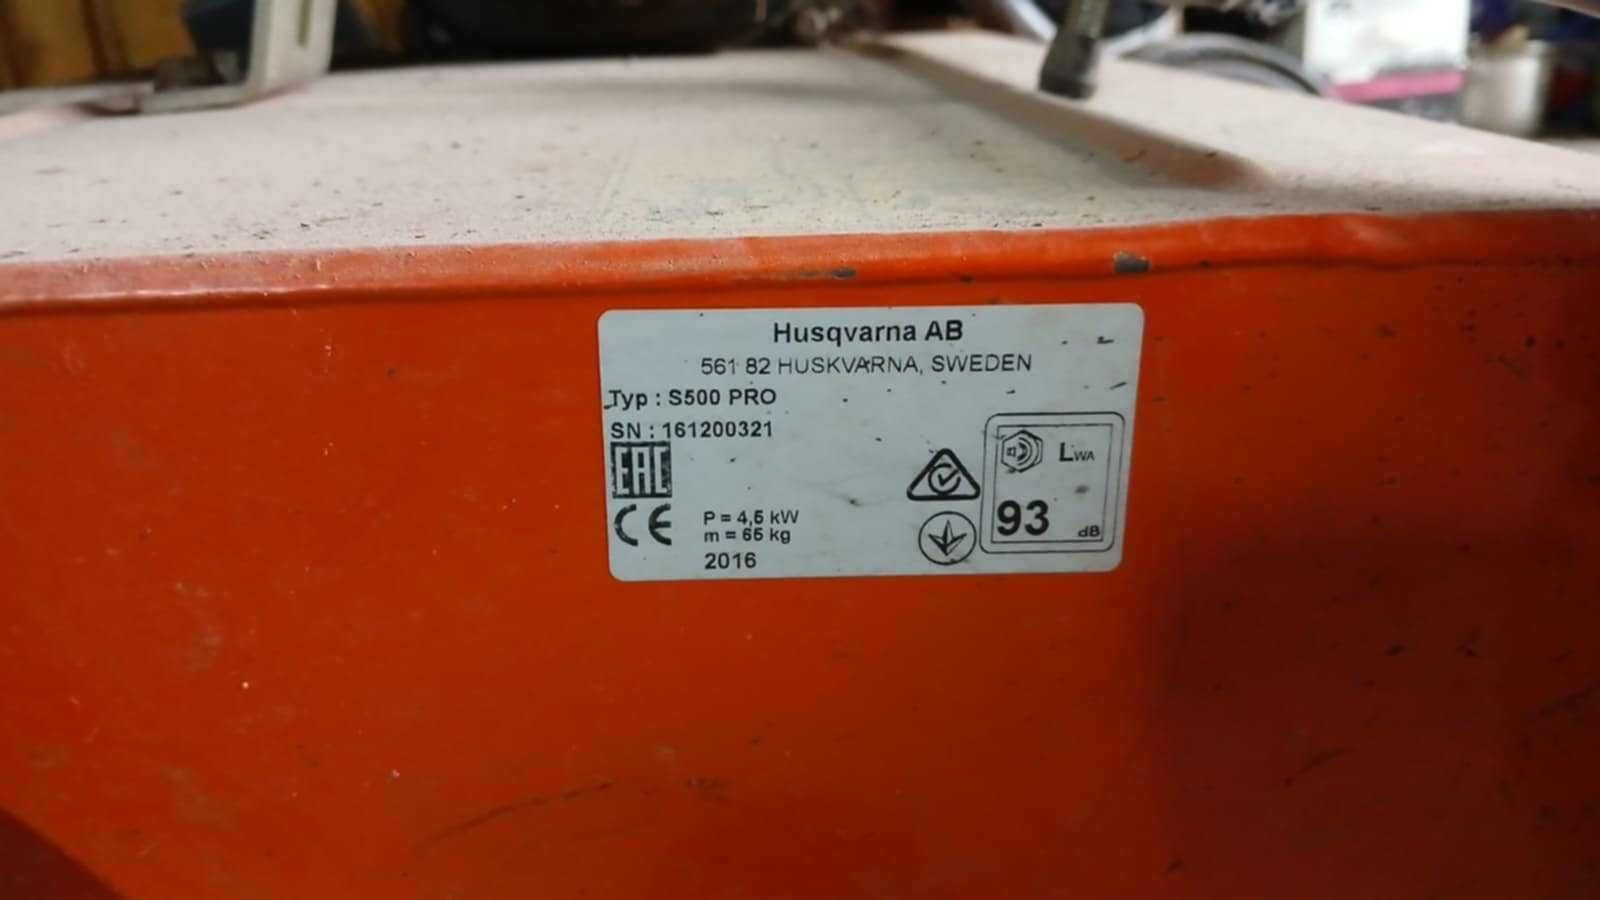 Husqvarna AB
561 82 HUSKVARNA, SWEDEN
Typ : S500 PRO
SN : 161200321
EAC
CE
P = 4,5 kW
m = 65 kg
2016
LWA
93 dB